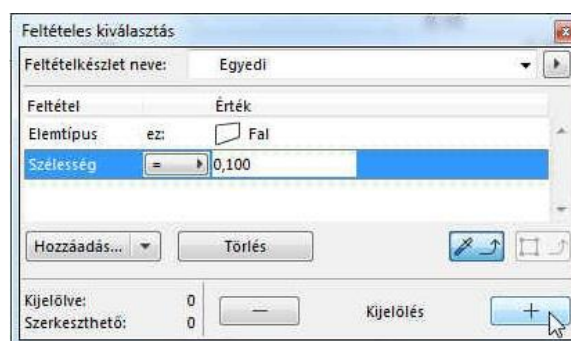 Feltételes kiválasztás
Feltételkészlet neve: Egyedi
Feltétel Érték
Elemtípus ez: Fal
Szélesség = 0,100
Hozzáadás... Törlés
Kijelölve: 0
Szerkeszthető: 0
— Kijelölés +